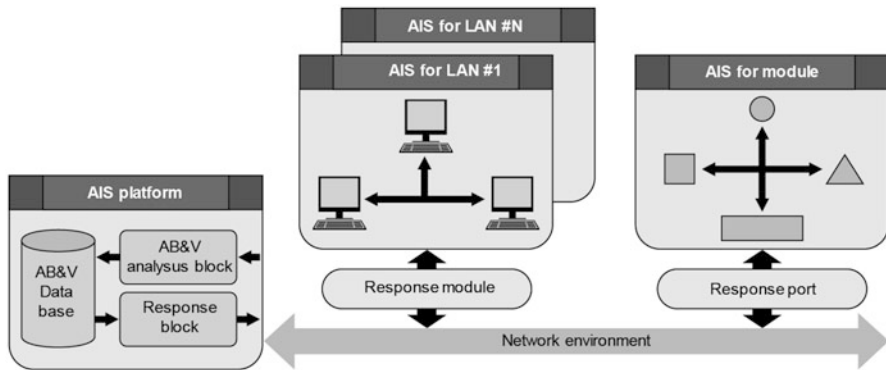 AIS for LAN #N
AIS for LAN #1
AIS for module
AIS platform
AB&V
Data
base
AB&V
analysus block
Response
block
Response module
Response port
Network environment